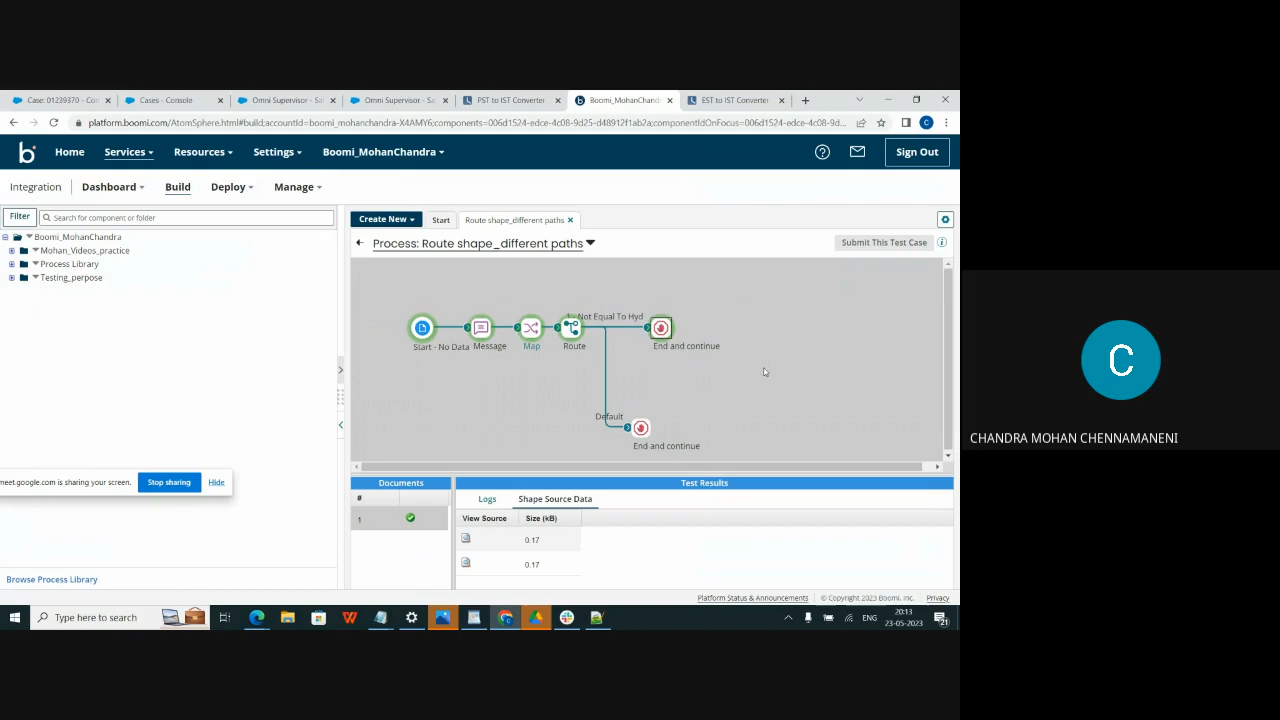 Case: 01239370 - Co
Cases - Console
Omni Supervisor - Sa
Omni Supervisor - Sa
PST to IST Converter
Boomi_MohanChandr
EST to IST Converter
platform.boomi.com/AtomSphere.html#build;accountId=boomi_mohanchandra-X4AMY6;components=006d1524-edce-4c08-9d25-d48912f1ab2a;componentIdOnFocus=006d1524-edce-4c08-9d...
C
b Home Services Resources Settings Boomi_MohanChandra Sign Out
Integration Dashboard Build Deploy Manage
Filter Search for component or folder
Create New Start Route shape_different paths
Boomi_MohanChandra
Mohan_Videos_practice
Process Library
Testing_perpose
Process: Route shape_different paths
Submit This Test Case
Not Equal To Hyd
Start - No Data Message Map Route End and continue
Default
End and continue
C
CHANDRA MOHAN CHENNAMANENI
meet.google.com is sharing your screen. Stop sharing Hide
Documents Test Results
# Logs Shape Source Data
View Source Size (kB)
1
0.17
0.17
Browse Process Library
Platform Status & Announcements © Copyright 2023 Boomi, Inc. Privacy
Type here to search
ENG
20:13
23-05-2023
21